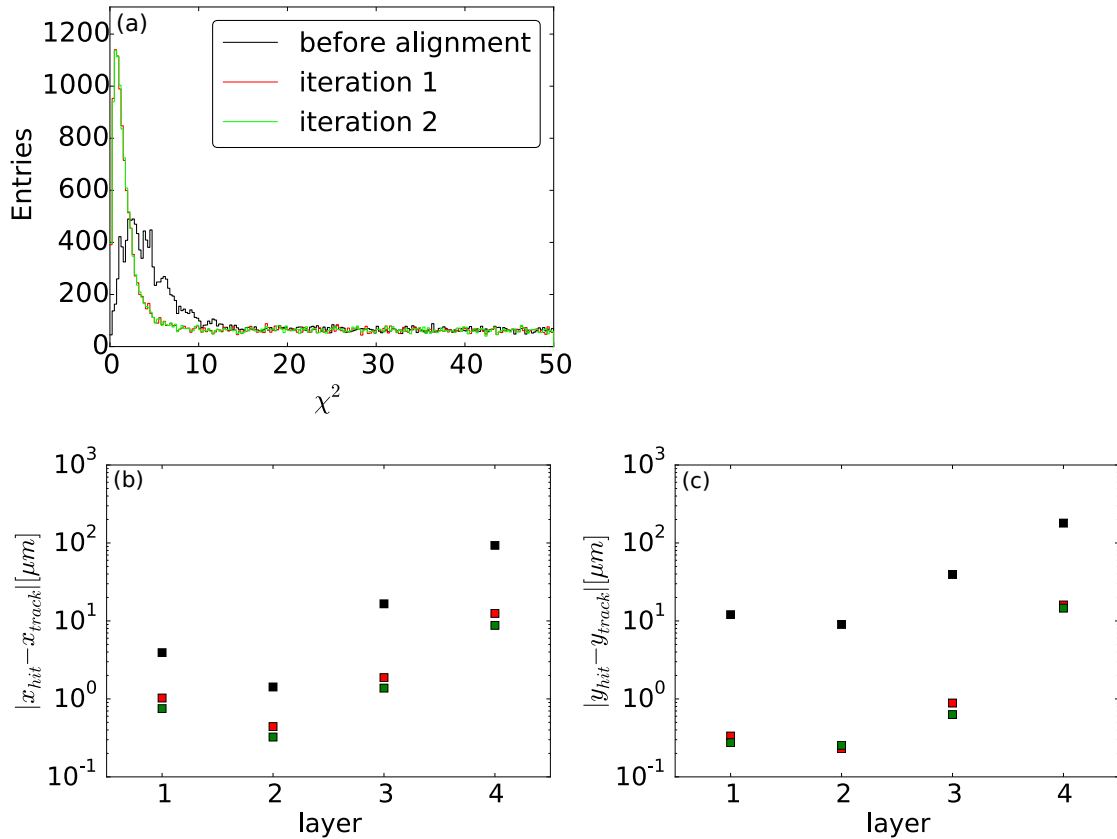 (a)
1200
1000
800
600
400
200
0
Entries
before alignment
iteration 1
iteration 2
0 10 20 30 40 50
χ²
(b)
10³
10²
10¹
10⁰
10⁻¹
|x_hit − x_track|[μm]
1 2 3 4
layer
(c)
10³
10²
10¹
10⁰
10⁻¹
|y_hit − y_track|[μm]
1 2 3 4
layer